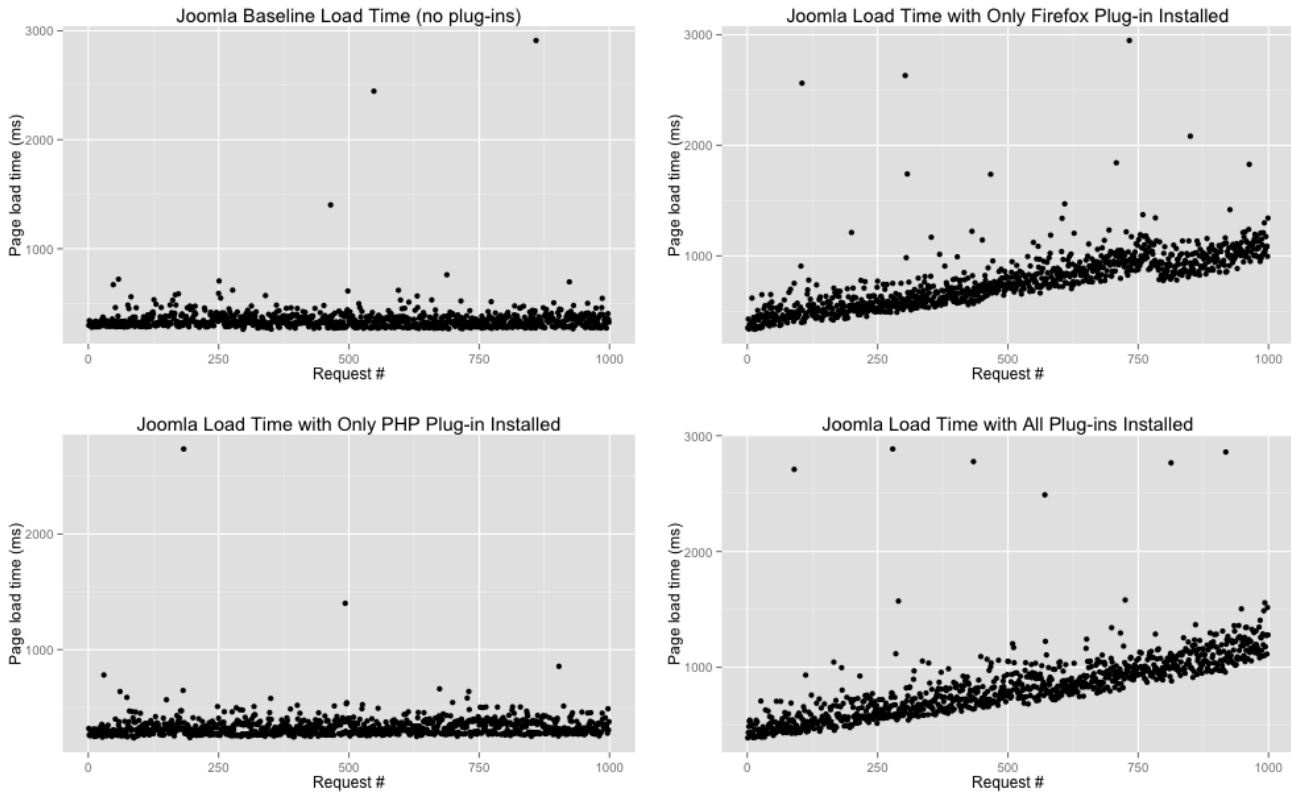 Joomla Baseline Load Time (no plug-ins)
Page load time (ms)
3000
2000
1000
0 250 500 750 1000
Request #
Joomla Load Time with Only Firefox Plug-in Installed
Page load time (ms)
3000
2000
1000
0 250 500 750 1000
Request #
Joomla Load Time with Only PHP Plug-in Installed
Page load time (ms)
2000
1000
0 250 500 750 1000
Request #
Joomla Load Time with All Plug-ins Installed
Page load time (ms)
3000
2000
1000
0 250 500 750 1000
Request #